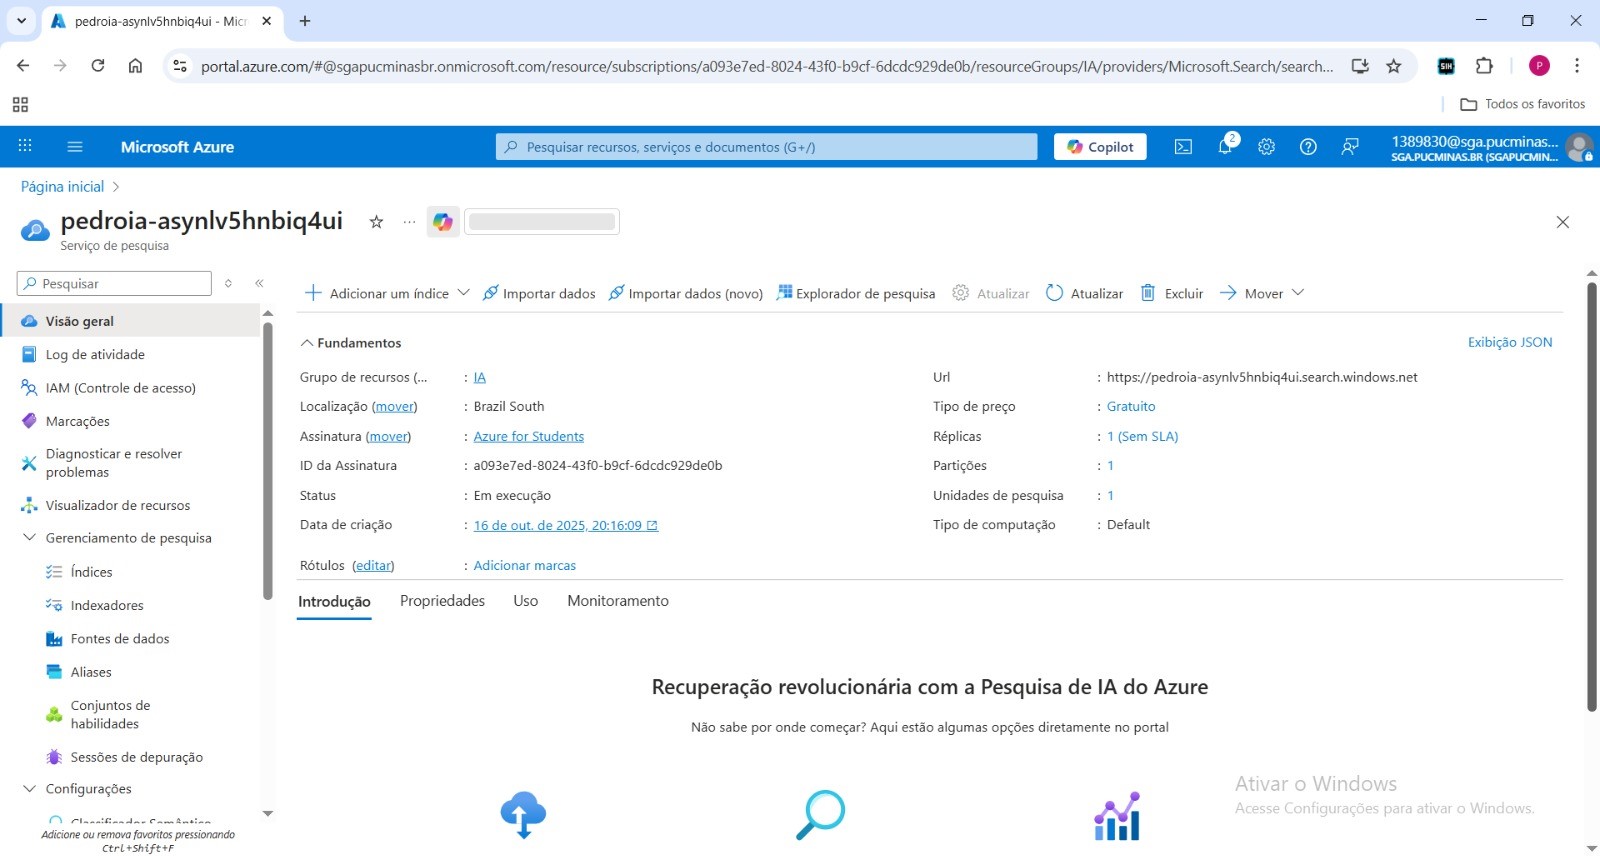 pedroia-asynlv5hnbiq4ui - Micr
portal.azure.com/#@sgapucminasbr.onmicrosoft.com/resource/subscriptions/a093e7ed-8024-43f0-b9cf-6dcdc929de0b/resourceGroups/IA/providers/Microsoft.Search/search...
SIH
P
Todos os favoritos
Microsoft Azure
Pesquisar recursos, serviços e documentos (G+/)
Copilot
2
1389830@sga.pucminas...
SGA.PUCMINAS.BR (SGAPUCMIN...
Página inicial
pedroia-asynlv5hnbiq4ui
Serviço de pesquisa
Pesquisar
Adicionar um índice
Importar dados
Importar dados (novo)
Explorador de pesquisa
Atualizar
Atualizar
Excluir
Mover
Visão geral
Log de atividade
IAM (Controle de acesso)
Marcações
Diagnosticar e resolver
problemas
Visualizador de recursos
Gerenciamento de pesquisa
Índices
Indexadores
Fontes de dados
Aliases
Conjuntos de
habilidades
Sessões de depuração
Configurações
Classificador Semântico
Adicione ou remova favoritos pressionando
Ctrl+Shift+F
Fundamentos
Exibição JSON
Grupo de recursos (... : IA
Localização (mover) : Brazil South
Assinatura (mover) : Azure for Students
ID da Assinatura : a093e7ed-8024-43f0-b9cf-6dcdc929de0b
Status : Em execução
Data de criação : 16 de out. de 2025, 20:16:09
Rótulos (editar) : Adicionar marcas
Url : https://pedroia-asynlv5hnbiq4ui.search.windows.net
Tipo de preço : Gratuito
Réplicas : 1 (Sem SLA)
Partições : 1
Unidades de pesquisa : 1
Tipo de computação : Default
Introdução
Propriedades
Uso
Monitoramento
Recuperação revolucionária com a Pesquisa de IA do Azure
Não sabe por onde começar? Aqui estão algumas opções diretamente no portal
Ativar o Windows
Acesse Configurações para ativar o Windows.